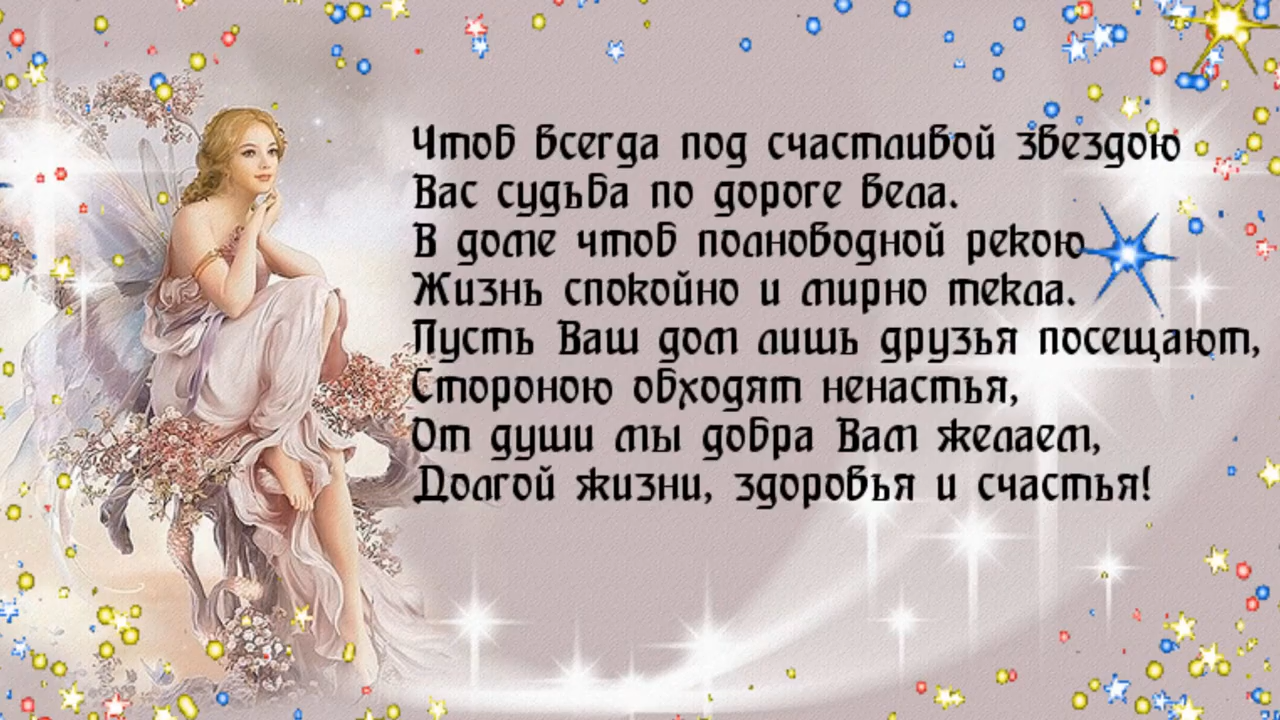 Чтоб всегда под счастливой звездою
Вас судьба по дороге вела.
В доме чтоб полноводной рекою
Жизнь спокойно и мирно текла.
Пусть Ваш дом лишь друзья посещают,
Стороною обходят ненастья,
От души мы добра Вам желаем,
Долгой жизни, здоровья и счастья!